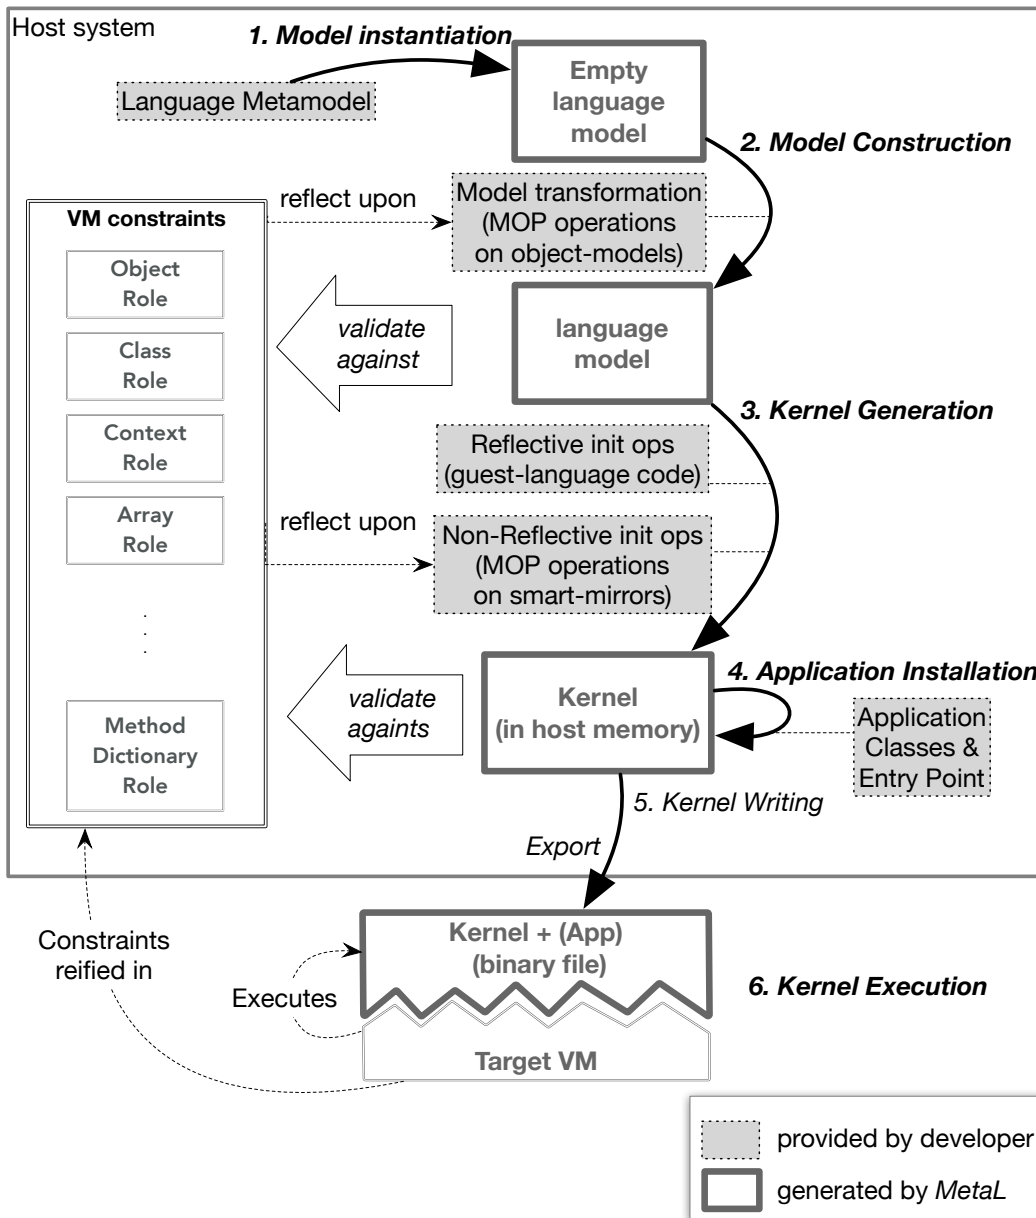 Host system
1. Model instantiation
Language Metamodel
Empty
language
model
2. Model Construction
reflect upon
Model transformation
(MOP operations
on object-models)
VM constraints
Object
Role
Class
Role
Context
Role
Array
Role
.
.
.
Method
Dictionary
Role
validate
against
language
model
3. Kernel Generation
Reflective init ops
(guest-language code)
reflect upon
Non-Reflective init ops
(MOP operations
on smart-mirrors)
validate
againts
Kernel
(in host memory)
4. Application Installation
Application
Classes &
Entry Point
5. Kernel Writing
Export
Constraints
reified in
Executes
Kernel + (App)
(binary file)
6. Kernel Execution
Target VM
provided by developer
generated by MetaL